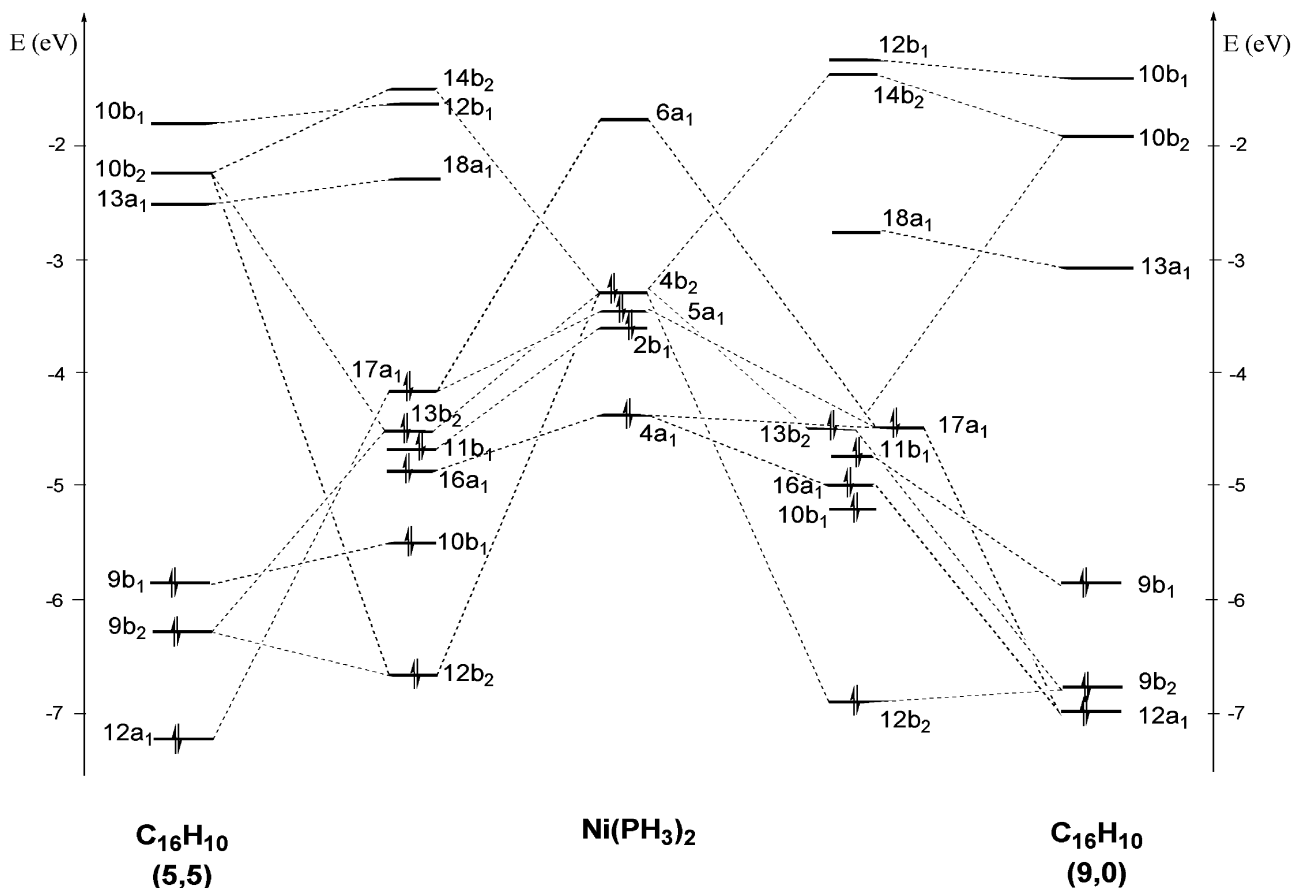 E (eV)
E (eV)
10b1
14b2
12b1
6a1
12b1
14b2
10b1
-2
-2
10b2
18a1
10b2
13a1
18a1
-3
-3
13a1
4b2
5a1
2b1
-4
-4
17a1
13b2
4a1
13b2
17a1
11b1
11b1
16a1
16a1
-5
-5
10b1
10b1
9b1
9b1
-6
-6
9b2
12b2
9b2
-7
-7
12a1
12b2
12a1
C16H10
(5,5)
Ni(PH3)2
C16H10
(9,0)